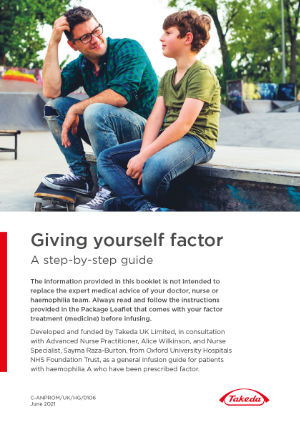 Giving yourself factor
A step-by-step guide
The information provided in this booklet is not intended to
replace the expert medical advice of your doctor, nurse or
haemophilia team. Always read and follow the instructions
provided in the Package Leaflet that comes with your factor
treatment (medicine) before infusing.
Developed and funded by Takeda UK Limited, in consultation
with Advanced Nurse Practitioner, Alice Wilkinson, and Nurse
Specialist, Sayma Raza-Burton, from Oxford University Hospitals
NHS Foundation Trust, as a general infusion guide for patients
with haemophilia A who have been prescribed factor.
C-ANPROM/UK/HG/0106
June 2021
Takeda